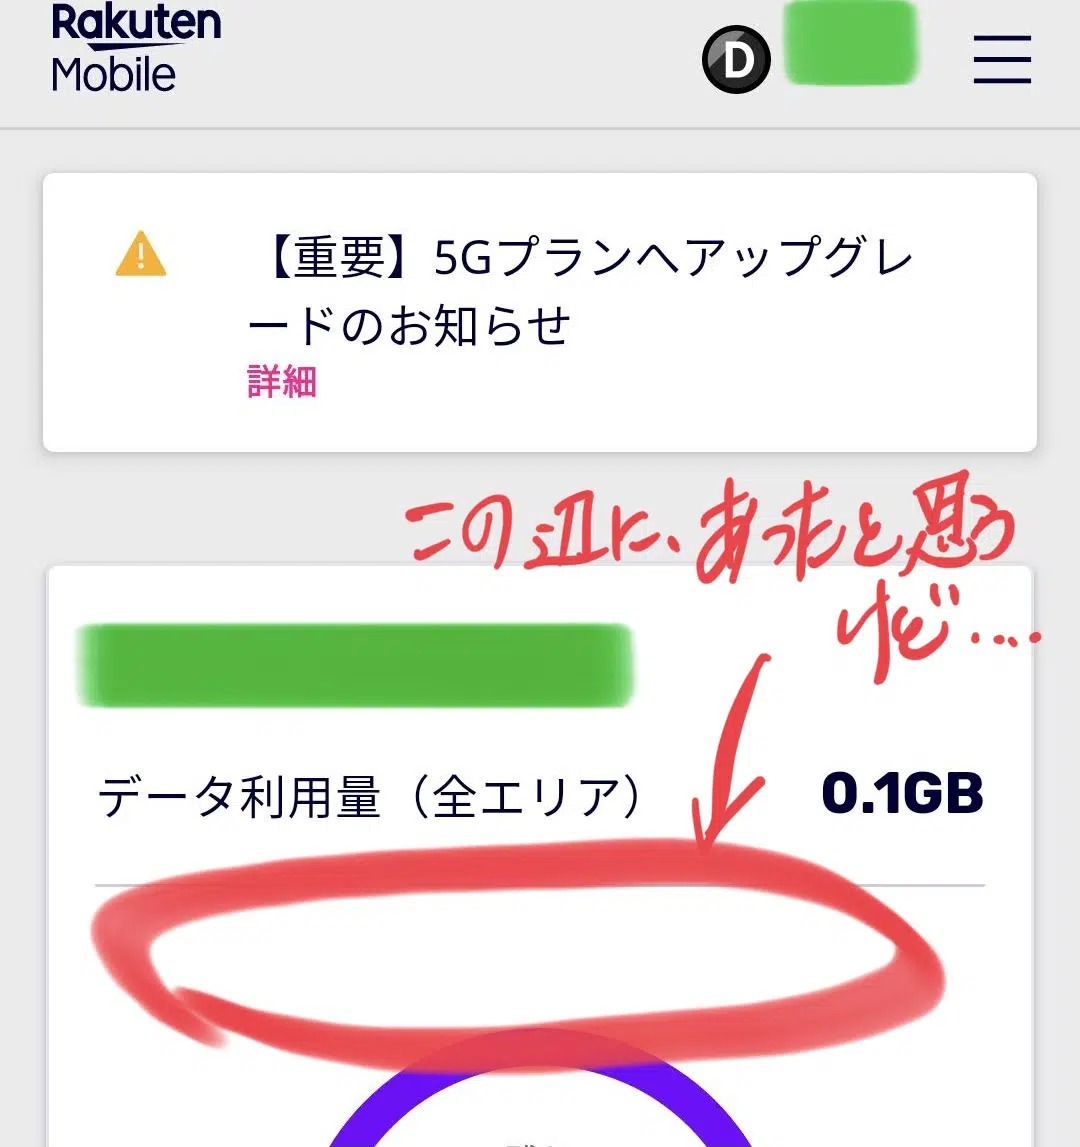 Rakuten
Mobile
D
【重要】5Gプランへアップグレ
ードのお知らせ
詳細
この辺に、あったと思う
けど....
データ利用量（全エリア）
0.1GB